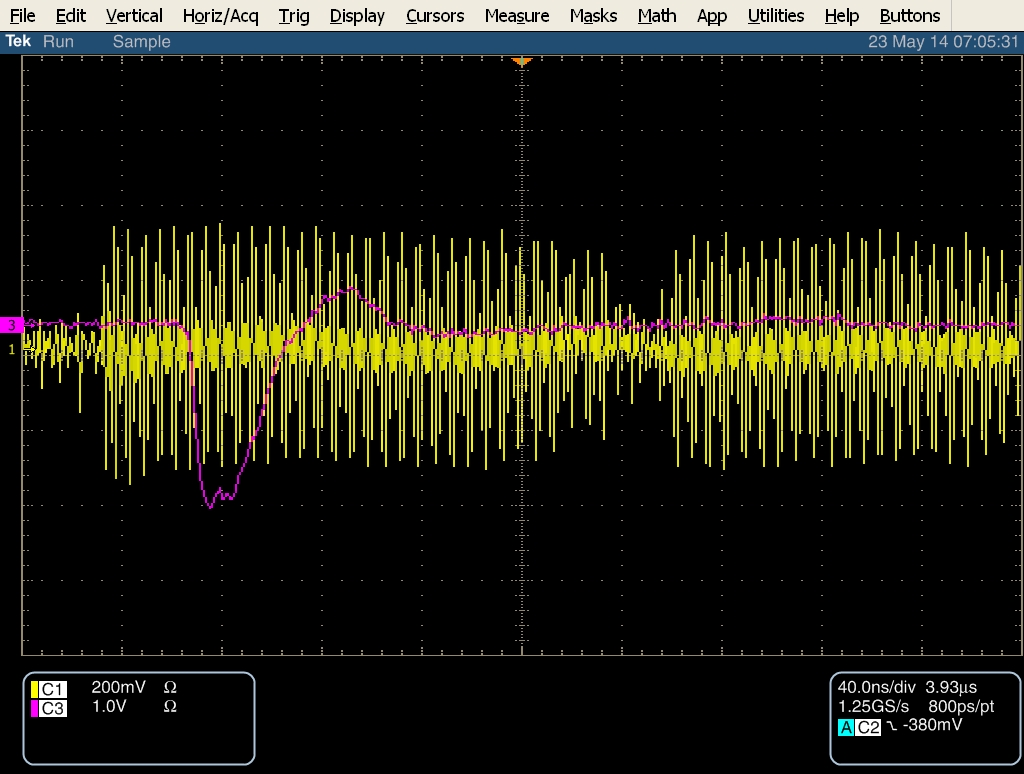 File Edit Vertical Horiz/Acq Trig Display Cursors Measure Masks Math App Utilities Help Buttons
Tek Run Sample 23 May 14 07:05:31
3
1
C1 200mV Ω
C3 1.0V Ω
40.0ns/div 3.93µs
1.25GS/s 800ps/pt
A C2 -380mV